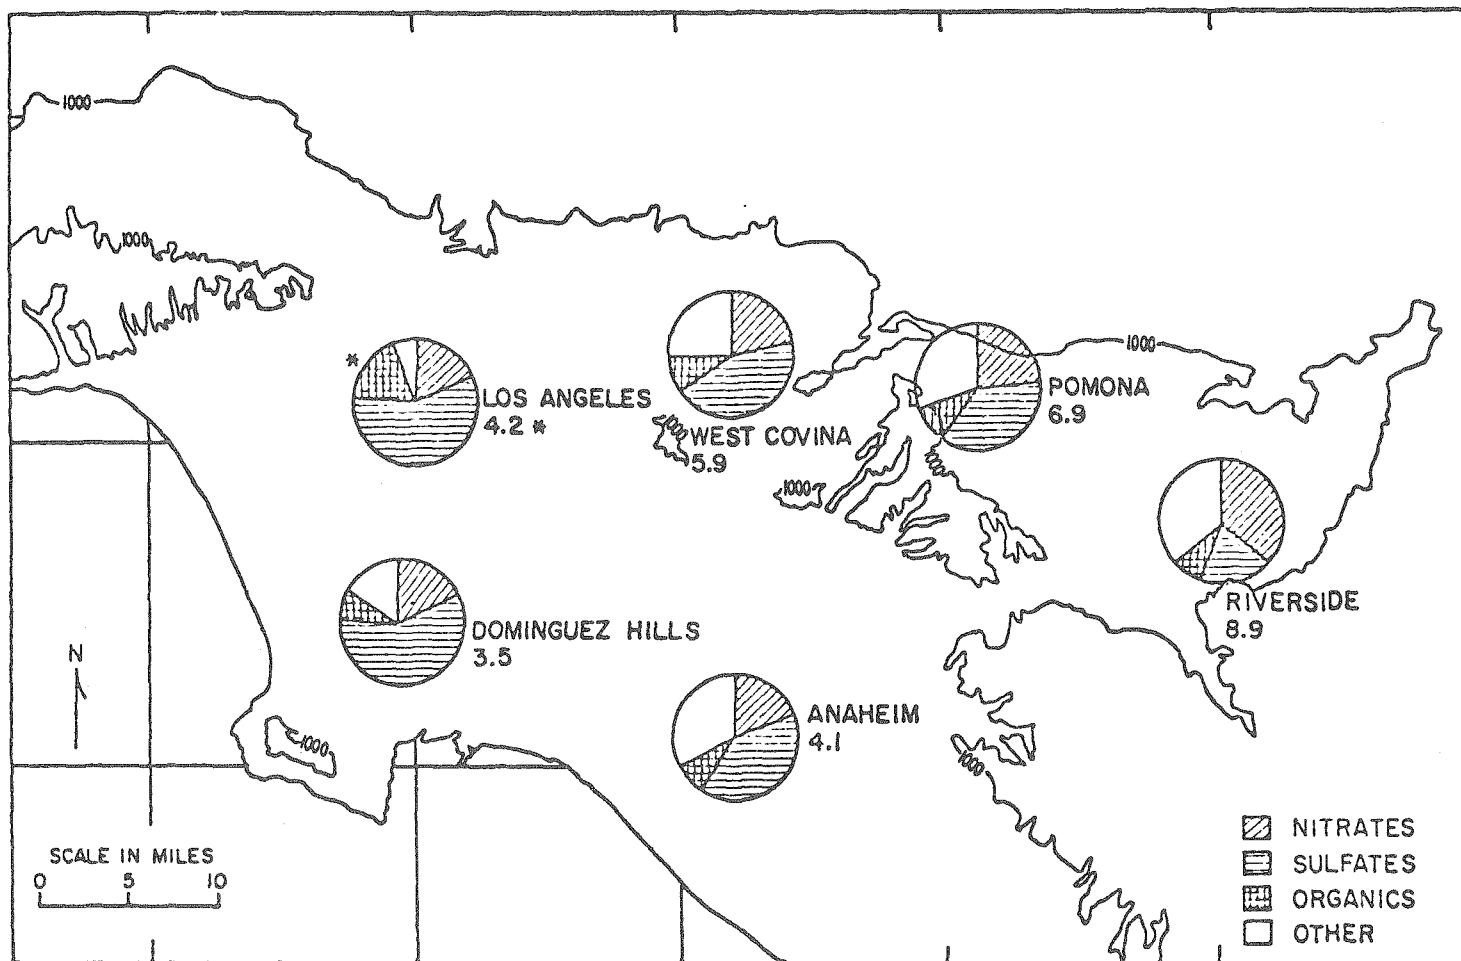 1000
1000
*
LOS ANGELES
4.2 *
1000
WEST COVINA
5.9
1000
POMONA
6.9
1000
1000
RIVERSIDE
8.9
DOMINGUEZ HILLS
3.5
N
1000
ANAHEIM
4.1
1000
SCALE IN MILES
0 5 10
NITRATES
SULFATES
ORGANICS
OTHER